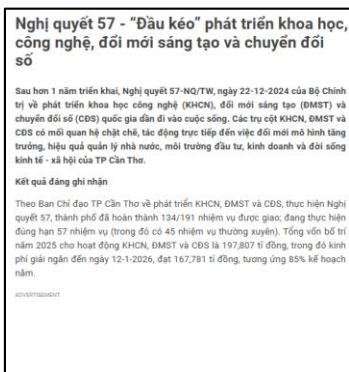 Nghị quyết 57 - “Đầu kéo” phát triển khoa học,
công nghệ, đổi mới sáng tạo và chuyển đổi
số
Sau hơn 1 năm triển khai, Nghị quyết 57-NQ/TW, ngày 22-12-2024 của Bộ Chính
trị về phát triển khoa học công nghệ (KHCN), đổi mới sáng tạo (ĐMST) và
chuyển đổi số (CĐS) quốc gia dần đi vào cuộc sống. Các trụ cột KHCN, ĐMST và
CĐS có mối quan hệ chặt chẽ, tác động trực tiếp đến việc đổi mới mô hình tăng
trưởng, hiệu quả quản lý nhà nước, môi trường đầu tư, kinh doanh và đời sống
kinh tế - xã hội của TP Cần Thơ.
Kết quả đáng ghi nhận
Theo Ban Chỉ đạo TP Cần Thơ về phát triển KHCN, ĐMST và CĐS, thực hiện Nghị
quyết 57, thành phố đã hoàn thành 134/191 nhiệm vụ được giao; đang thực hiện
đúng hạn 57 nhiệm vụ (trong đó có 45 nhiệm vụ thường xuyên). Tổng vốn bố trí
năm 2025 cho hoạt động KHCN, ĐMST và CĐS là 197,807 tỉ đồng, trong đó kinh
phí giải ngân đến ngày 12-1-2026, đạt 167,781 tỉ đồng, tương ứng 85% kế hoạch
năm.
ADVERTISEMENT